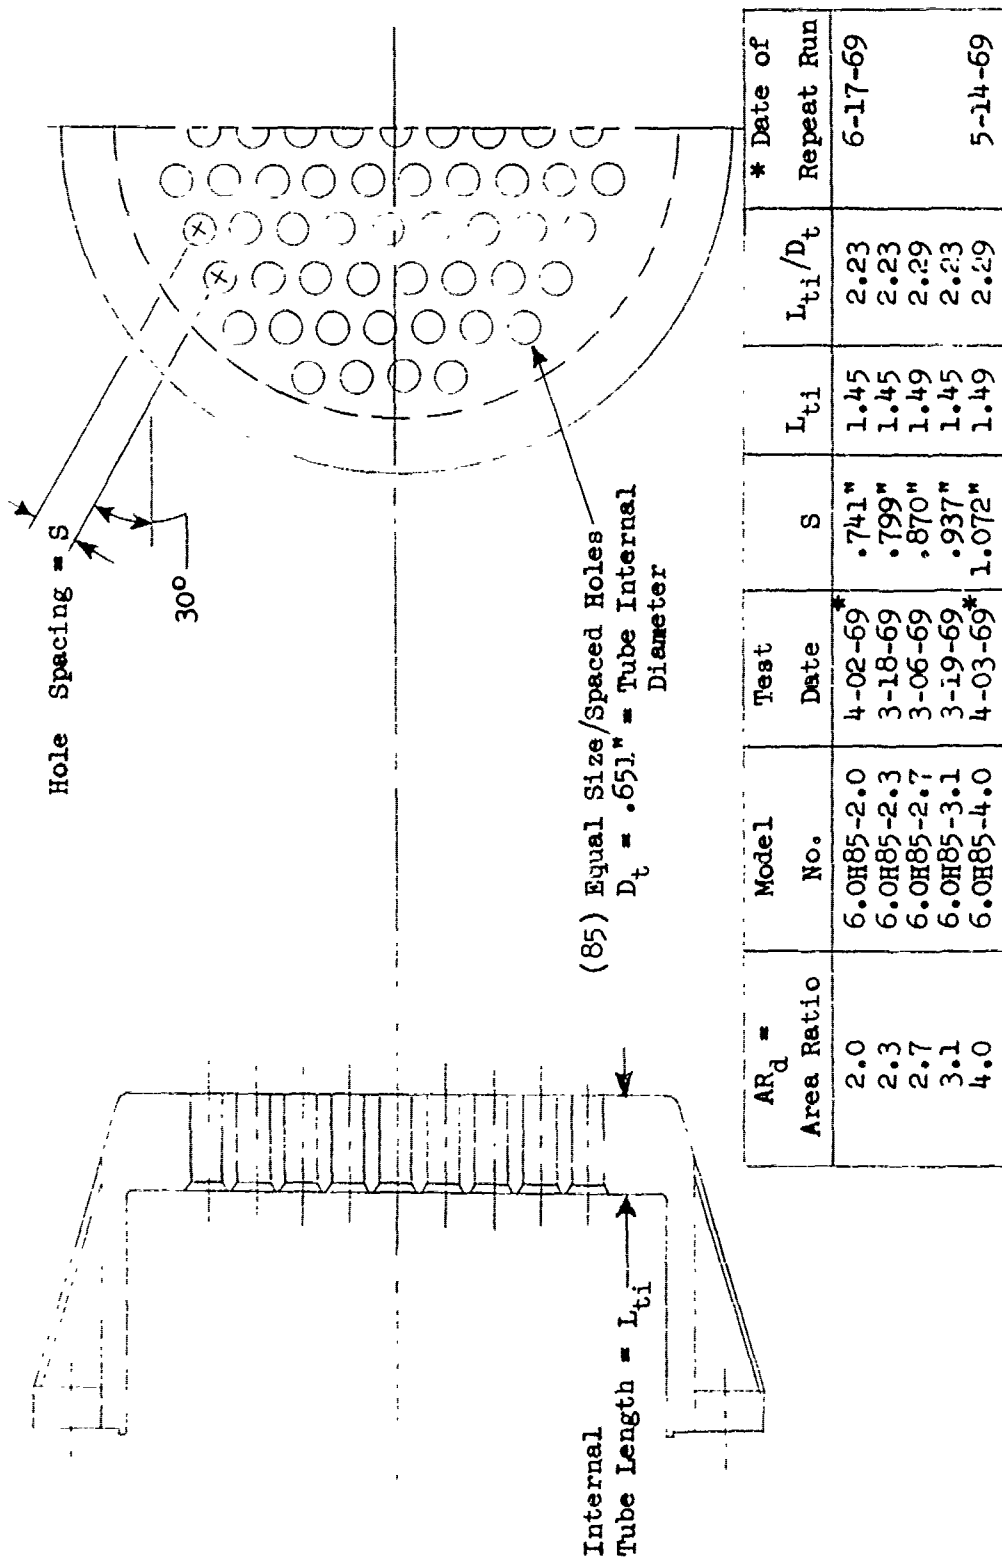 Hole Spacing = S
30°
(85) Equal Size/Spaced Holes
D_t = .651" = Tube Internal
Diameter
Internal
Tube Length = L_ti
AR_d = Model Test * Date of
Area Ratio No. Date S L_ti L_ti/D_t Repeat Run
2.0 6.0H85-2.0 4-02-69* .741" 1.45 2.23 6-17-69
2.3 6.0H85-2.3 3-18-69 .799" 1.45 2.23
2.7 6.0H85-2.7 3-06-69 .870" 1.49 2.29
3.1 6.0H85-3.1 3-19-69 .937" 1.45 2.23
4.0 6.0H85-4.0 4-03-69* 1.072" 1.49 2.29 5-14-69